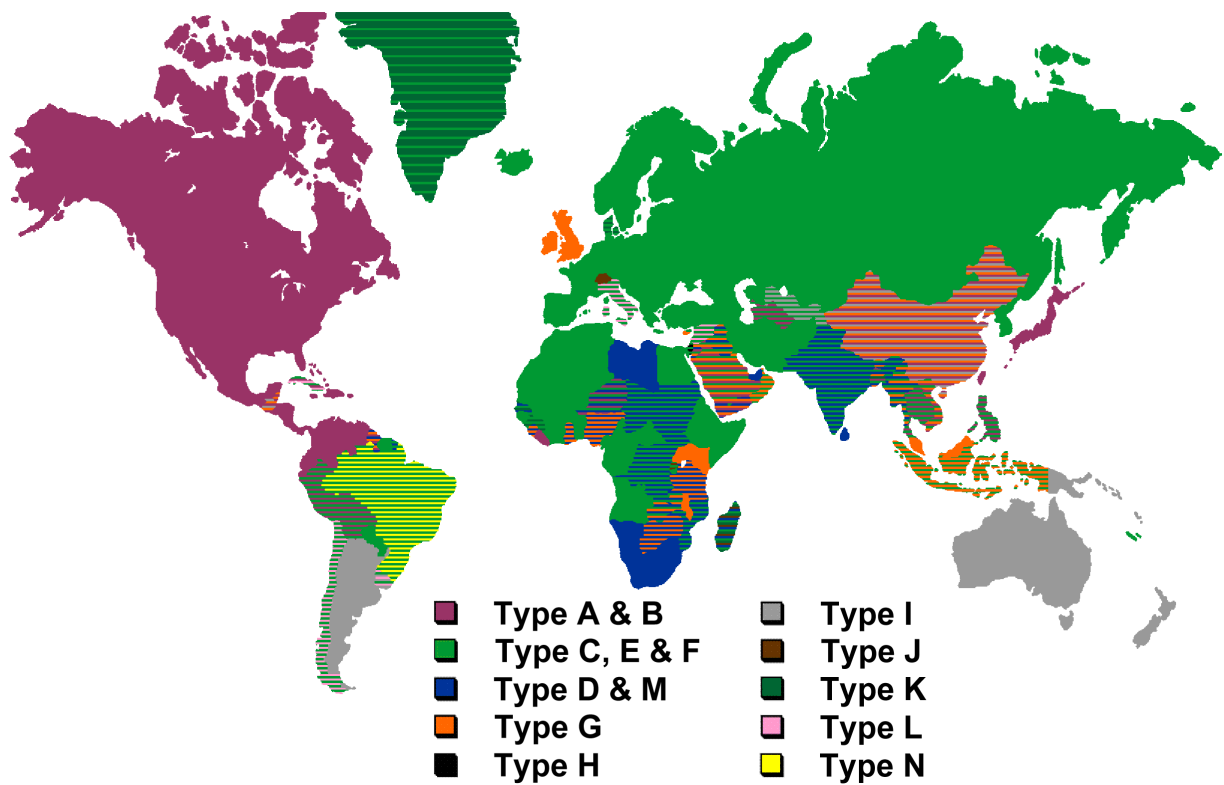 Type A & B
Type C, E & F
Type D & M
Type G
Type H
Type I
Type J
Type K
Type L
Type N